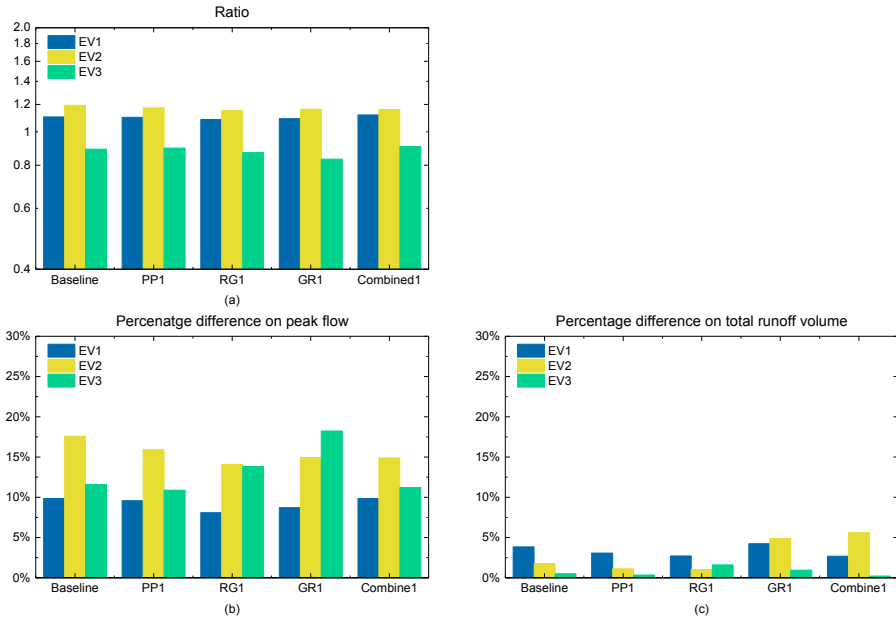 Ratio
2.0
1.8
1.6
1.4
1.2
1
0.8
0.6
0.4
EV1
EV2
EV3
Baseline PP1 RG1 GR1 Combined1
(a)
Percenatge difference on peak flow
30%
25%
20%
15%
10%
5%
0%
EV1
EV2
EV3
Baseline PP1 RG1 GR1 Combine1
(b)
Percentage difference on total runoff volume
30%
25%
20%
15%
10%
5%
0%
EV1
EV2
EV3
Baseline PP1 RG1 GR1 Combine1
(c)